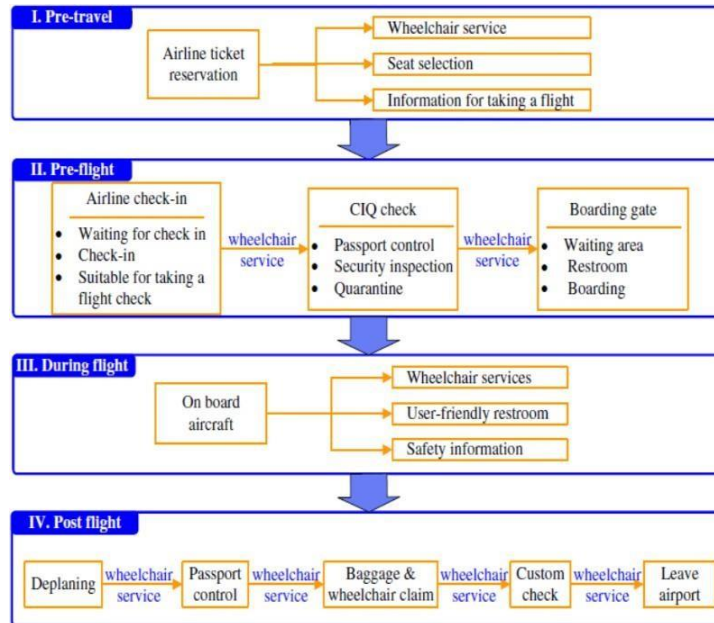 I. Pre-travel
Airline ticket
reservation
Wheelchair service
Seat selection
Information for taking a flight
II. Pre-flight
Airline check-in
• Waiting for check in
• Check-in
• Suitable for taking a
flight check
wheelchair
service
CIQ check
• Passport control
• Security inspection
• Quarantine
wheelchair
service
Boarding gate
• Waiting area
• Restroom
• Boarding
III. During flight
On board
aircraft
Wheelchair services
User-friendly restroom
Safety information
IV. Post flight
Deplaning
wheelchair
service
Passport
control
wheelchair
service
Baggage &
wheelchair claim
wheelchair
service
Custom
check
wheelchair
service
Leave
airport